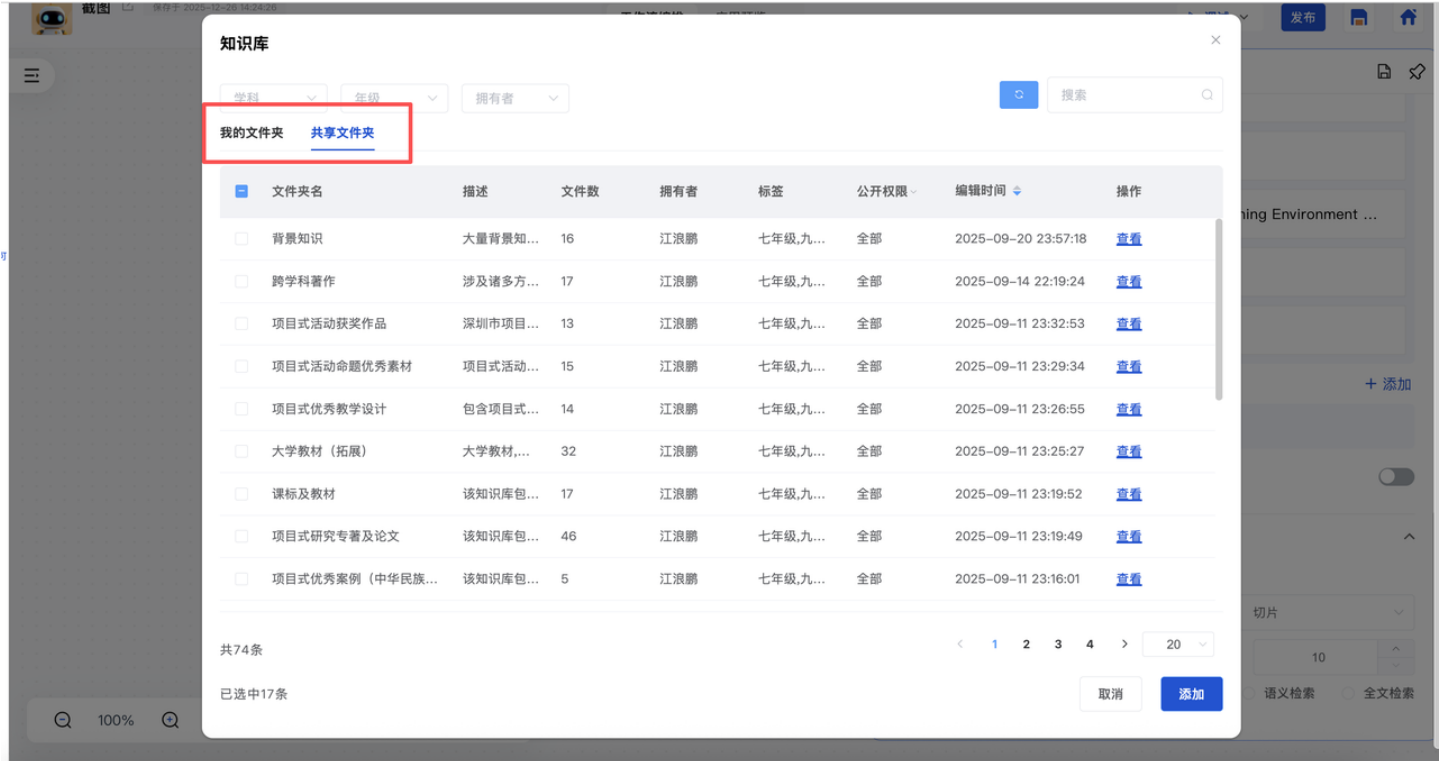 截图 保存于 2025-12-26 14:24:26
发布
知识库
学科 年级 拥有者 搜索
我的文件夹 共享文件夹
文件夹名 描述 文件数 拥有者 标签 公开权限 编辑时间 操作
背景知识 大量背景知... 16 江浪鹏 七年级,九... 全部 2025-09-20 23:57:18 查看
跨学科著作 涉及诸多方... 17 江浪鹏 七年级,九... 全部 2025-09-14 22:19:24 查看
项目式活动获奖作品 深圳市项目... 13 江浪鹏 七年级,九... 全部 2025-09-11 23:32:53 查看
项目式活动命题优秀素材 项目式活动... 15 江浪鹏 七年级,九... 全部 2025-09-11 23:29:34 查看
项目式优秀教学设计 包含项目式... 14 江浪鹏 七年级,九... 全部 2025-09-11 23:26:55 查看
大学教材（拓展） 大学教材,... 32 江浪鹏 七年级,九... 全部 2025-09-11 23:25:27 查看
课标及教材 该知识库包... 17 江浪鹏 七年级,九... 全部 2025-09-11 23:19:52 查看
项目式研究专著及论文 该知识库包... 46 江浪鹏 七年级,九... 全部 2025-09-11 23:19:49 查看
项目式优秀案例（中华民族... 该知识库包... 5 江浪鹏 七年级,九... 全部 2025-09-11 23:16:01 查看
共74条 1 2 3 4 20
已选中17条 取消 添加
ning Environment ...
+ 添加
切片
10
语义检索 全文检索
100%